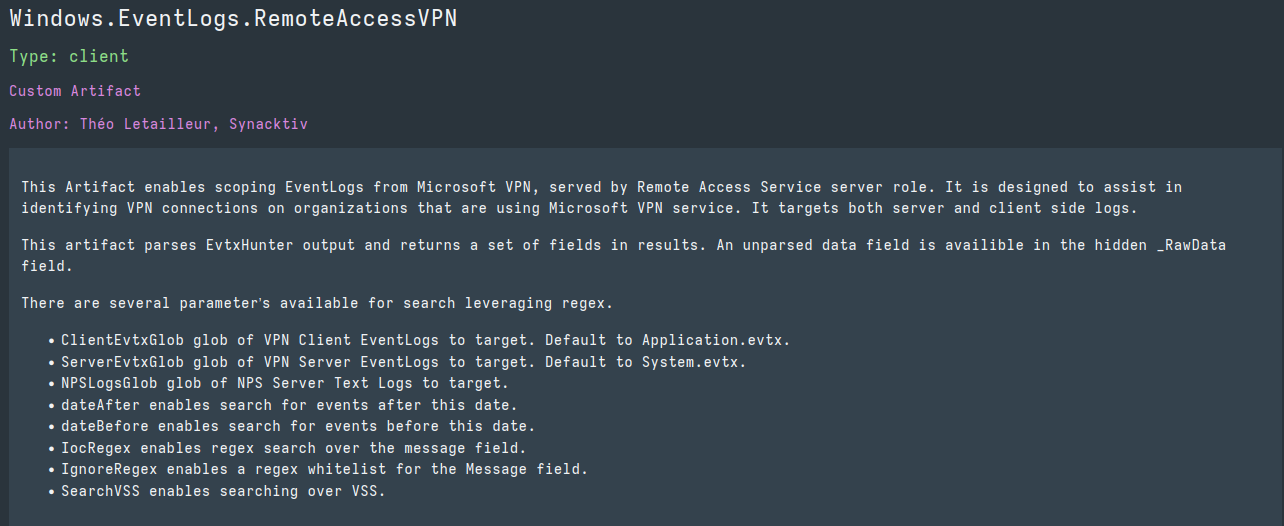 Windows.EventLogs.RemoteAccessVPN
Type: client
Custom Artifact
Author: Théo Letailleur, Synacktiv
This Artifact enables scoping EventLogs from Microsoft VPN, served by Remote Access Service server role. It is designed to assist in
identifying VPN connections on organizations that are using Microsoft VPN service. It targets both server and client side logs.
This artifact parses EvtxHunter output and returns a set of fields in results. An unparsed data field is availible in the hidden _RawData
field.
There are several parameter's available for search leveraging regex.
• ClientEvtxGlob glob of VPN Client EventLogs to target. Default to Application.evtx.
• ServerEvtxGlob glob of VPN Server EventLogs to target. Default to System.evtx.
• NPSLogsGlob glob of NPS Server Text Logs to target.
• dateAfter enables search for events after this date.
• dateBefore enables search for events before this date.
• IocRegex enables regex search over the message field.
• IgnoreRegex enables a regex whitelist for the Message field.
• SearchVSS enables searching over VSS.